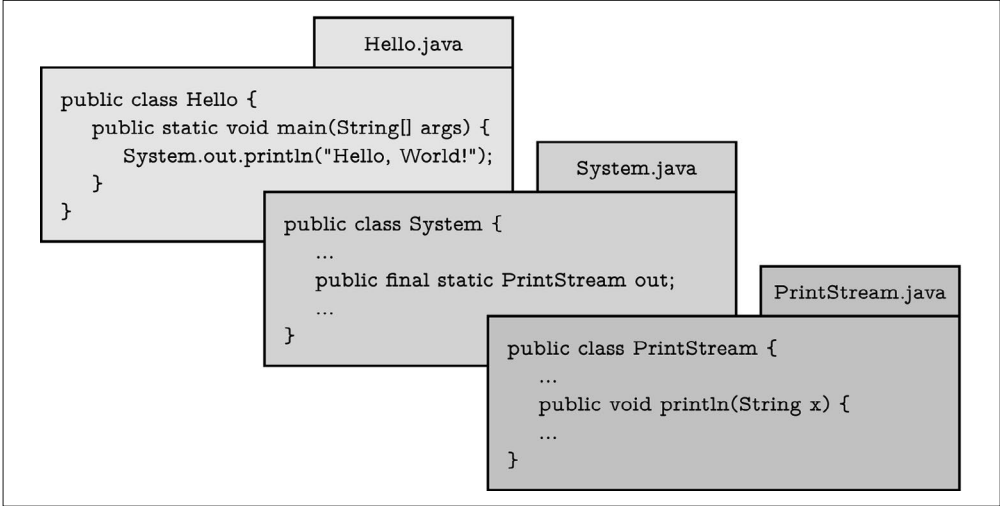 Hello.java
public class Hello {
public static void main(String[] args) {
System.out.println("Hello, World!");
}
}
System.java
public class System {
...
public final static PrintStream out;
...
}
PrintStream.java
public class PrintStream {
...
public void println(String x) {
...
}